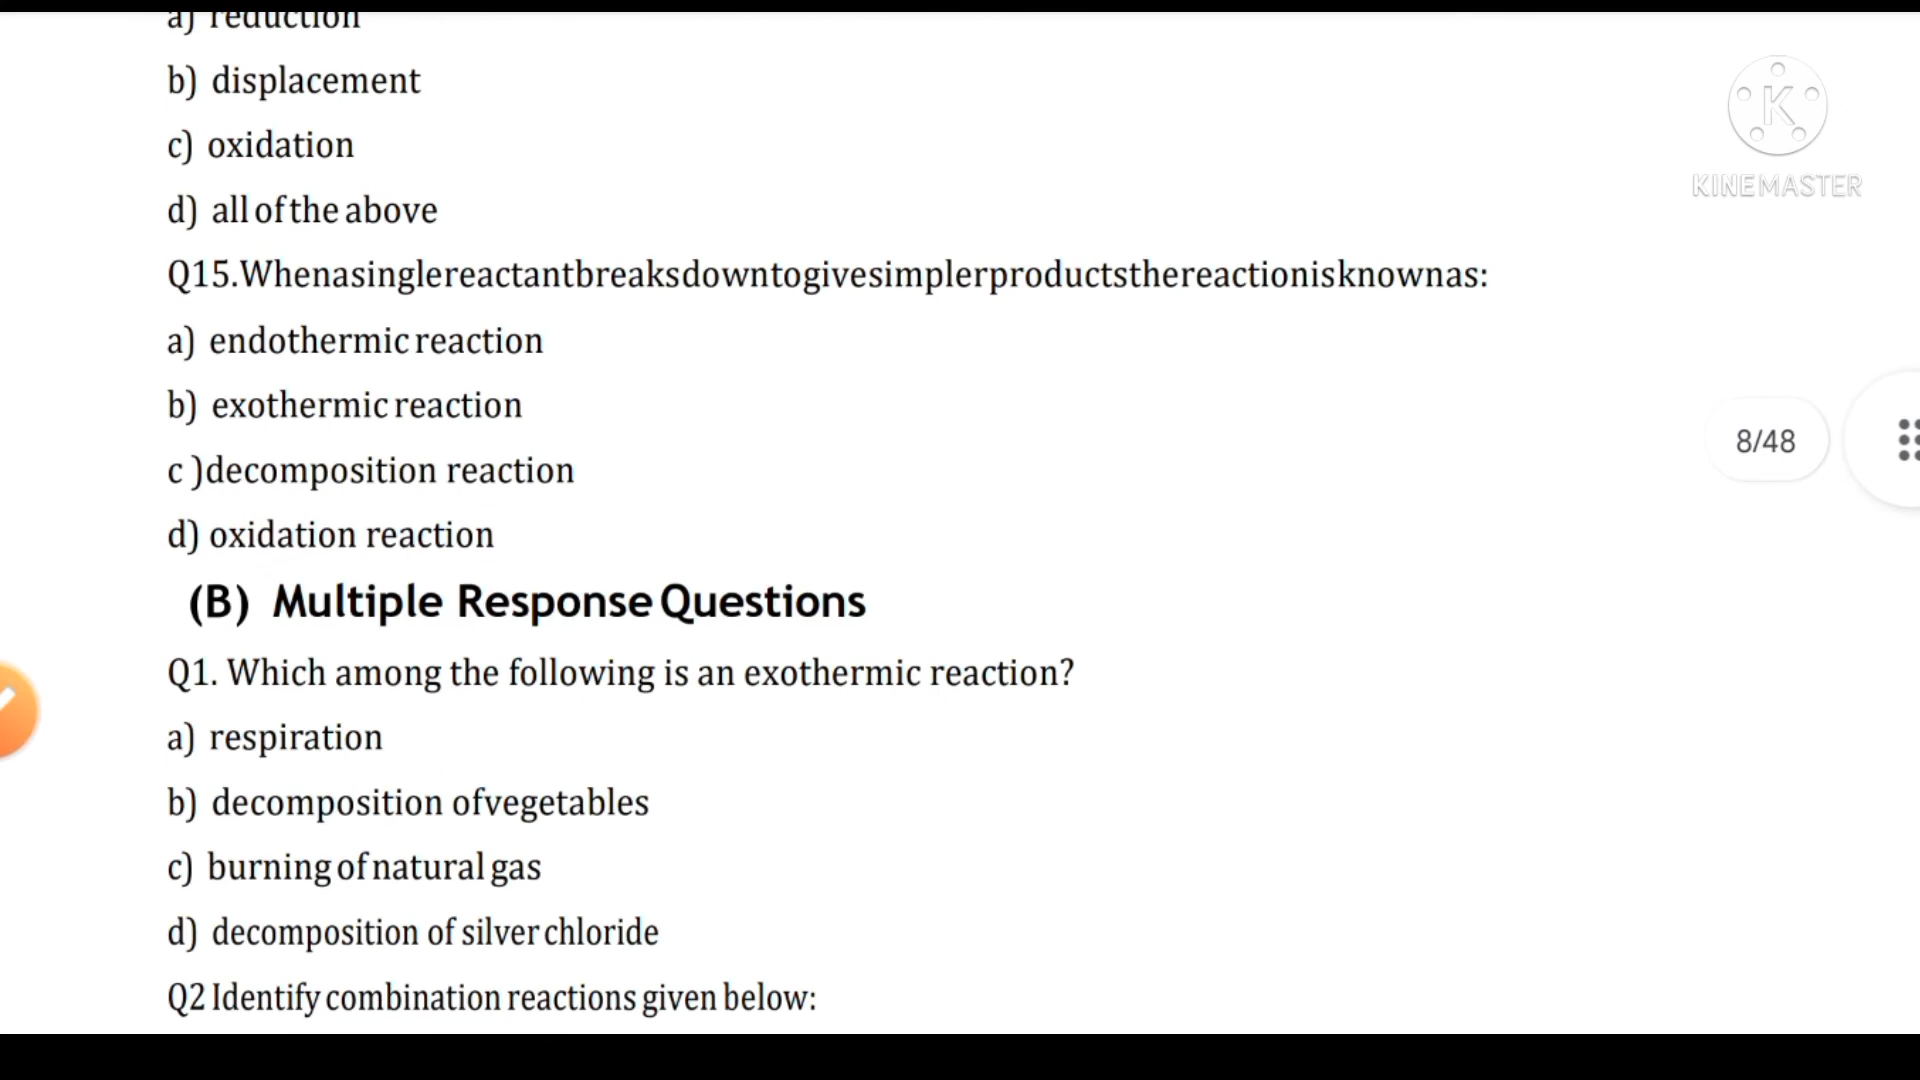 a) reduction
b) displacement
c) oxidation
d) all of the above
Q15.Whenasinglereactantbreaksdowntogivesimplerproductsthereactionisknownas:
a) endothermic reaction
b) exothermic reaction
c )decomposition reaction
d) oxidation reaction
(B) Multiple Response Questions
Q1. Which among the following is an exothermic reaction?
a) respiration
b) decomposition ofvegetables
c) burning of natural gas
d) decomposition of silver chloride
Q2 Identify combination reactions given below:
K
KINEMASTER
8/48